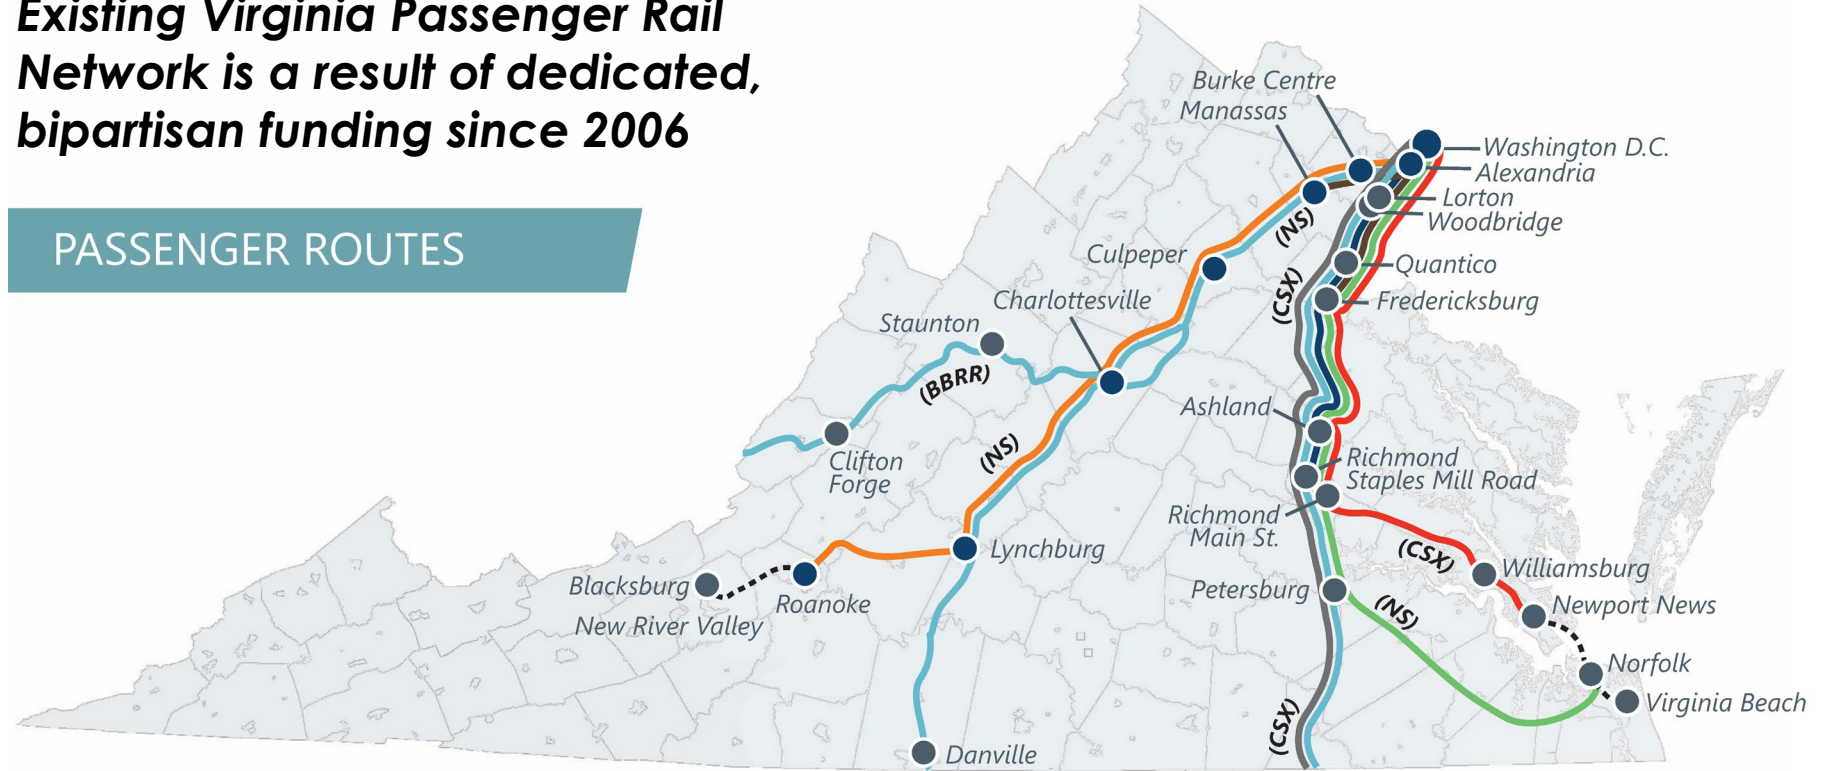 Existing Virginia Passenger Rail
Network is a result of dedicated,
bipartisan funding since 2006
PASSENGER ROUTES
Burke Centre
Manassas
Washington D.C.
Alexandria
Lorton
Woodbridge
(NS)
Culpeper
Quantico
(CSX)
Charlottesville
Fredericksburg
Staunton
(BBRR)
Ashland
Clifton
Forge
(NS)
Richmond
Staples Mill Road
Richmond
Main St.
Lynchburg
(CSX)
Williamsburg
Blacksburg
Roanoke
Petersburg
(NS)
Newport News
New River Valley
Norfolk
Virginia Beach
(CSX)
Danville